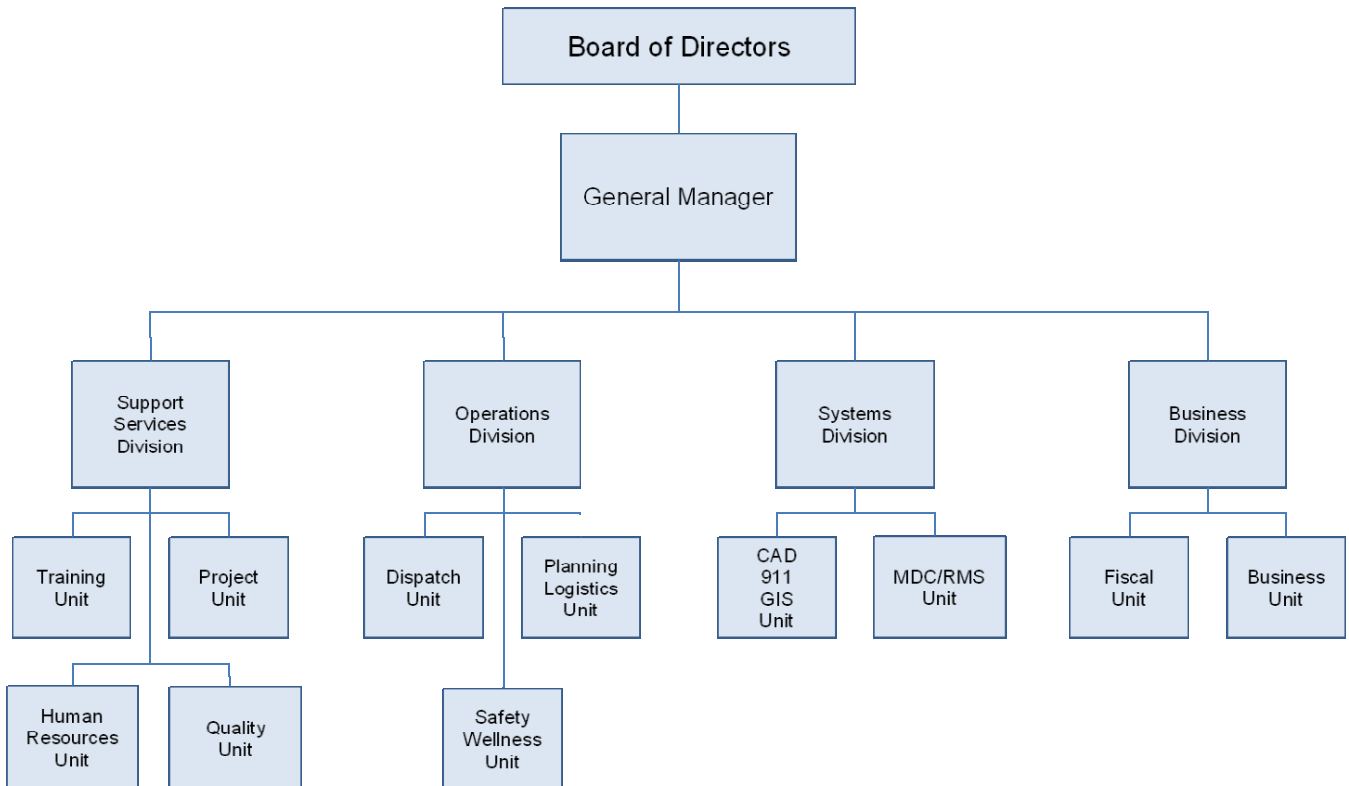 Board of Directors
General Manager
Support
Services
Division
Operations
Division
Systems
Division
Business
Division
Training
Unit
Project
Unit
Dispatch
Unit
Planning
Logistics
Unit
CAD
911
GIS
Unit
MDC/RMS
Unit
Fiscal
Unit
Business
Unit
Human
Resources
Unit
Quality
Unit
Safety
Wellness
Unit